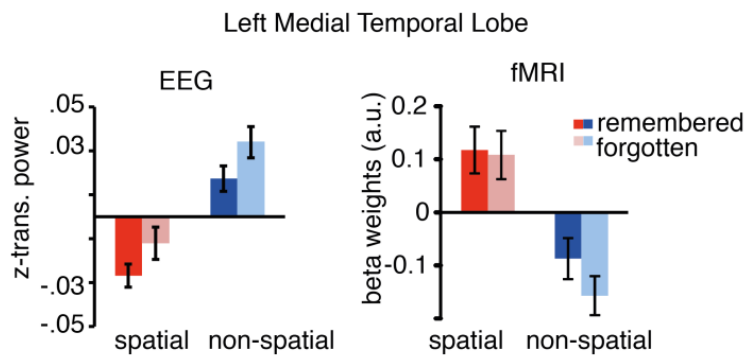 Left Medial Temporal Lobe
EEG
z-trans. power
.05
.03
-.03
-.05
spatial
non-spatial
fMRI
beta weights (a.u.)
0.2
0.1
0
-0.1
remembered
forgotten
spatial
non-spatial